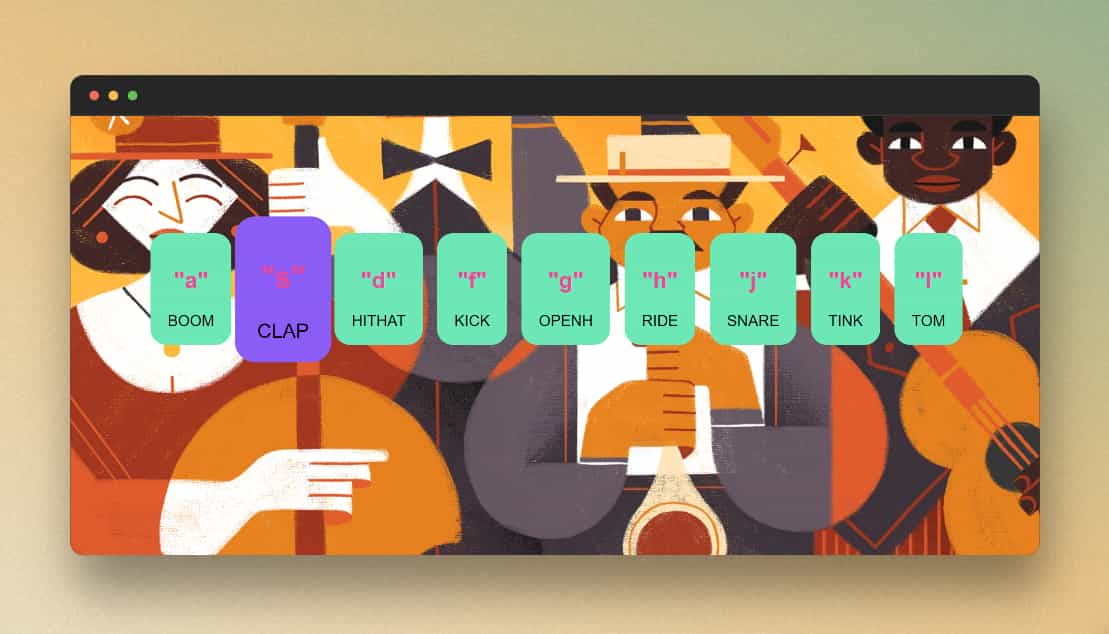 "a"
BOOM
"s"
CLAP
"d"
HITHAT
"f"
KICK
"g"
OPENH
"h"
RIDE
"j"
SNARE
"k"
TINK
"l"
TOM